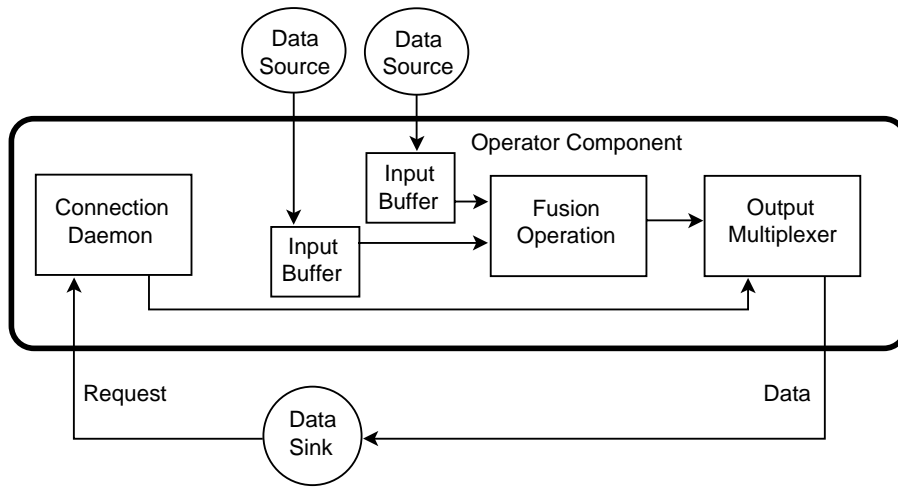 Data
Source
Data
Source
Operator Component
Input
Buffer
Connection
Daemon
Input
Buffer
Fusion
Operation
Output
Multiplexer
Request
Data
Data
Sink